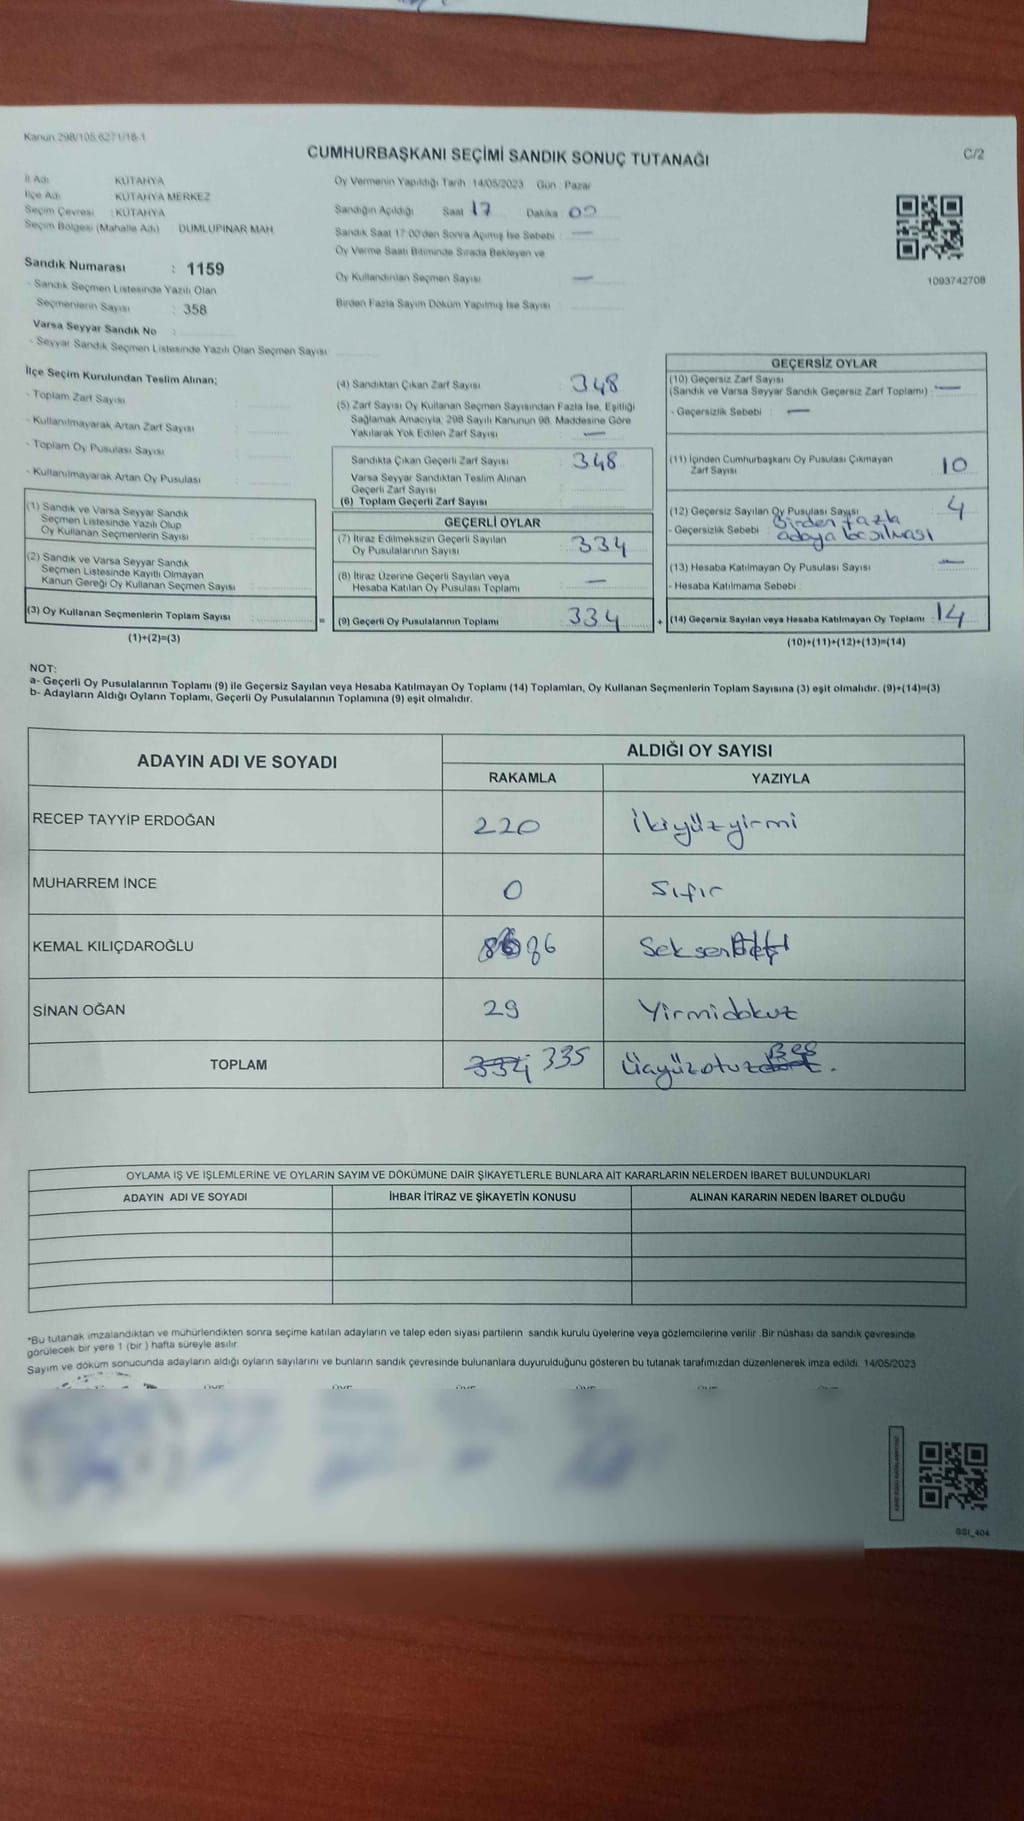 Kanun:298/105,6271/18-1
CUMHURBAŞKANI SEÇİMİ SANDIK SONUÇ TUTANAĞI
C/2
İl Adı : KÜTAHYA
İlçe Adı : KÜTAHYA MERKEZ
Seçim Çevresi : KÜTAHYA
Seçim Bölgesi (Mahalle Adı) : DUMLUPINAR MAH.
Sandık Numarası : 1159
- Sandık Seçmen Listesinde Yazılı Olan
Seçmenlerin Sayısı : 358
Varsa Seyyar Sandık No :
- Seyyar Sandık Seçmen Listesinde Yazılı Olan Seçmen Sayısı
Oy Vermenin Yapıldığı Tarih 14/05/2023 Gün : Pazar
Sandığın Açıldığı Saat 17 Dakika 00
Sandık Saat 17:00'den Sonra Açımış İse Sebebi : —
Oy Verme Saati Bitiminde Sırada Bekleyen ve
Oy Kullandırılan Seçmen Sayısı —
Birden Fazla Sayım Döküm Yapılmış İse Sayısı
1093742708
İlçe Seçim Kurulundan Teslim Alınan;
- Toplam Zarf Sayısı :
- Kullanılmayarak Artan Zarf Sayısı :
- Toplam Oy Pusulası Sayısı :
- Kullanılmayarak Artan Oy Pusulası :
(1) Sandık ve Varsa Seyyar Sandık
Seçmen Listesinde Yazılı Olup
Oy Kullanan Seçmenlerin Sayısı :
(2) Sandık ve Varsa Seyyar Sandık
Seçmen Listesinde Kayıtlı Olmayan
Kanun Gereği Oy Kullanan Seçmen Sayısı :
(3) Oy Kullanan Seçmenlerin Toplam Sayısı : =
(1)+(2)=(3)
(4) Sandıktan Çıkan Zarf Sayısı : 348
(5) Zarf Sayısı Oy Kullanan Seçmen Sayısından Fazla İse, Eşitliği
Sağlamak Amacıyla, 298 Sayılı Kanunun 98. Maddesine Göre
Yakılarak Yok Edilen Zarf Sayısı —
Sandıkta Çıkan Geçerli Zarf Sayısı : 348
Varsa Seyyar Sandıktan Teslim Alınan
Geçerli Zarf Sayısı :
(6) Toplam Geçerli Zarf Sayısı
GEÇERLİ OYLAR
(7) İtiraz Edilmeksizin Geçerli Sayılan
Oy Pusulalarının Sayısı : 334
(8) İtiraz Üzerine Geçerli Sayılan veya
Hesaba Katılan Oy Pusulası Toplamı : —
(9) Geçerli Oy Pusulalarının Toplamı : 334 +
GEÇERSİZ OYLAR
(10) Geçersiz Zarf Sayısı
(Sandık ve Varsa Seyyar Sandık Geçersiz Zarf Toplamı) : —
- Geçersizlik Sebebi : —
(11) İçinden Cumhurbaşkanı Oy Pusulası Çıkmayan
Zarf Sayısı 10
(12) Geçersiz Sayılan Oy Pusulası Sayısı 4
- Geçersizlik Sebebi : Birden fazla
adaya basılması
(13) Hesaba Katılmayan Oy Pusulası Sayısı —
- Hesaba Katılmama Sebebi :
(14) Geçersiz Sayılan veya Hesaba Katılmayan Oy Toplamı : 14
(10)+(11)+(12)+(13)=(14)
NOT:
a- Geçerli Oy Pusulalarının Toplamı (9) ile Geçersiz Sayılan veya Hesaba Katılmayan Oy Toplamı (14) Toplamları, Oy Kullanan Seçmenlerin Toplam Sayısına (3) eşit olmalıdır. (9)+(14)=(3)
b- Adayların Aldığı Oyların Toplamı, Geçerli Oy Pusulalarının Toplamına (9) eşit olmalıdır.
ADAYIN ADI VE SOYADI
ALDIĞI OY SAYISI
RAKAMLA YAZIYLA
RECEP TAYYİP ERDOĞAN 220 İkiyüzyirmi
MUHARREM İNCE 0 Sıfır
KEMAL KILIÇDAROĞLU 86 Seksenaltı
SİNAN OĞAN 29 Yirmidokuz
TOPLAM 334 335 Üçyüzotuzdört Beş.
OYLAMA İŞ VE İŞLEMLERİNE VE OYLARIN SAYIM VE DÖKÜMÜNE DAİR ŞİKAYETLERLE BUNLARA AİT KARARLARIN NELERDEN İBARET BULUNDUKLARI
ADAYIN ADI VE SOYADI İHBAR İTİRAZ VE ŞİKAYETİN KONUSU ALINAN KARARIN NEDEN İBARET OLDUĞU
*Bu tutanak imzalandıktan ve mühürlendikten sonra seçime katılan adayların ve talep eden siyasi partilerin sandık kurulu üyelerine veya gözlemcilerine verilir .Bir nüshası da sandık çevresinde
görülecek bir yere 1 (bir ) hafta süreyle asılır.
Sayım ve döküm sonucunda adayların aldığı oyların sayılarını ve bunların sandık çevresinde bulunanlara duyurulduğunu gösteren bu tutanak tarafımızdan düzenlenerek imza edildi. 14/05/2023
SSI_404